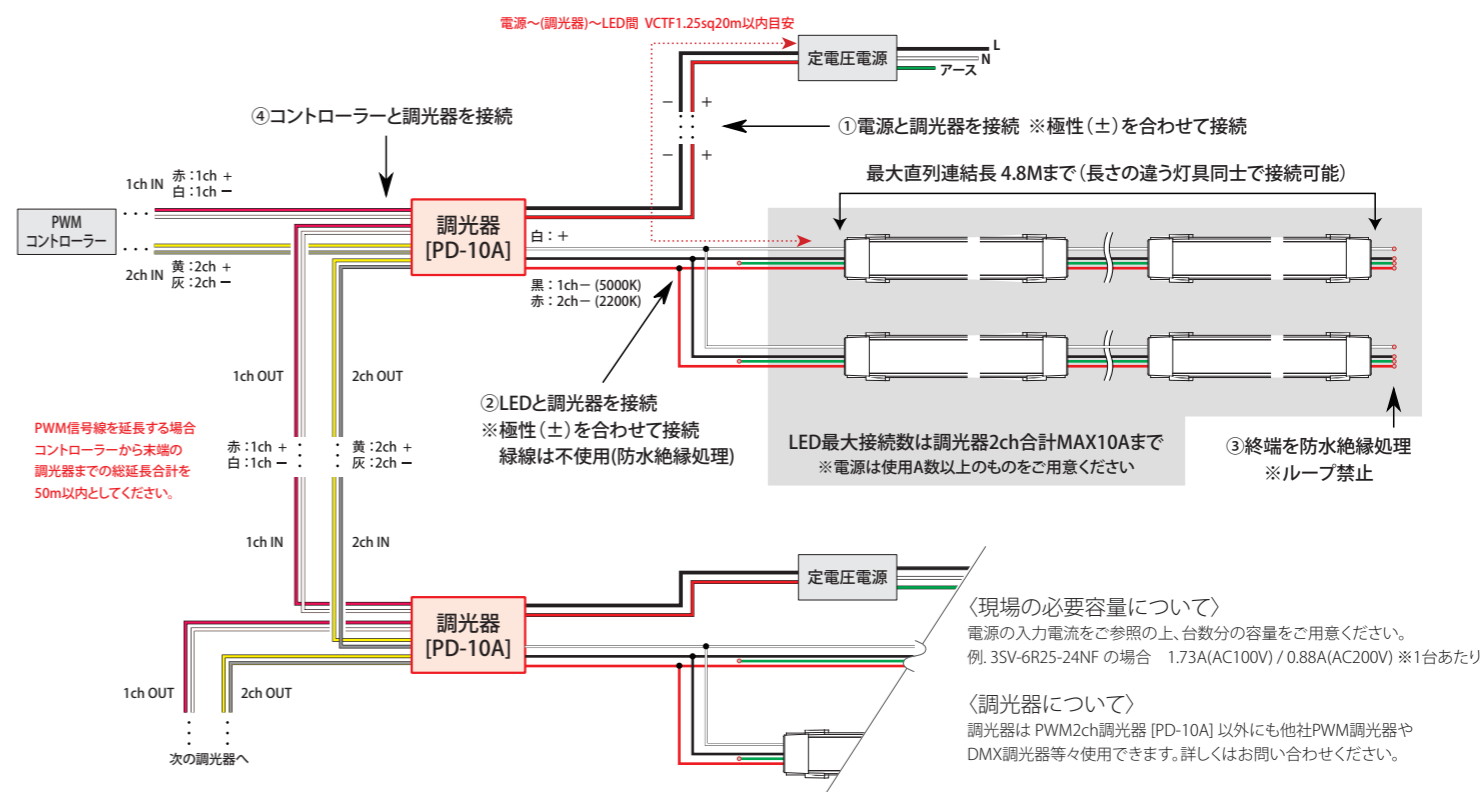 電源～(調光器)～LED間 VCTF1.25sq20m以内目安
定電圧電源
L
N
アース
④コントローラーと調光器を接続
－ ＋
①電源と調光器を接続 ※極性(±)を合わせて接続
－ ＋
最大直列連結長 4.8Mまで(長さの違う灯具同士で接続可能)
1ch IN
赤：1ch ＋
白：1ch －
PWM
コントローラー
調光器
[PD-10A]
白：＋
2ch IN
黄：2ch ＋
灰：2ch －
黒：1ch－ (5000K)
赤：2ch－ (2200K)
1ch OUT
2ch OUT
②LEDと調光器を接続
※極性(±)を合わせて接続
緑線は不使用(防水絶縁処理)
PWM信号線を延長する場合
コントローラーから末端の
調光器までの総延長合計を
50m以内としてください。
赤：1ch ＋
白：1ch －
黄：2ch ＋
灰：2ch －
LED最大接続数は調光器2ch合計MAX10Aまで
※電源は使用A数以上のものをご用意ください
③終端を防水絶縁処理
※ループ禁止
1ch IN
2ch IN
定電圧電源
調光器
[PD-10A]
〈現場の必要容量について〉
電源の入力電流をご参照の上、台数分の容量をご用意ください。
例. 3SV-6R25-24NF の場合 1.73A(AC100V) / 0.88A(AC200V) ※1台あたり
1ch OUT
2ch OUT
次の調光器へ
〈調光器について〉
調光器は PWM2ch調光器 [PD-10A] 以外にも他社PWM調光器や
DMX調光器等々使用できます。詳しくはお問い合わせください。